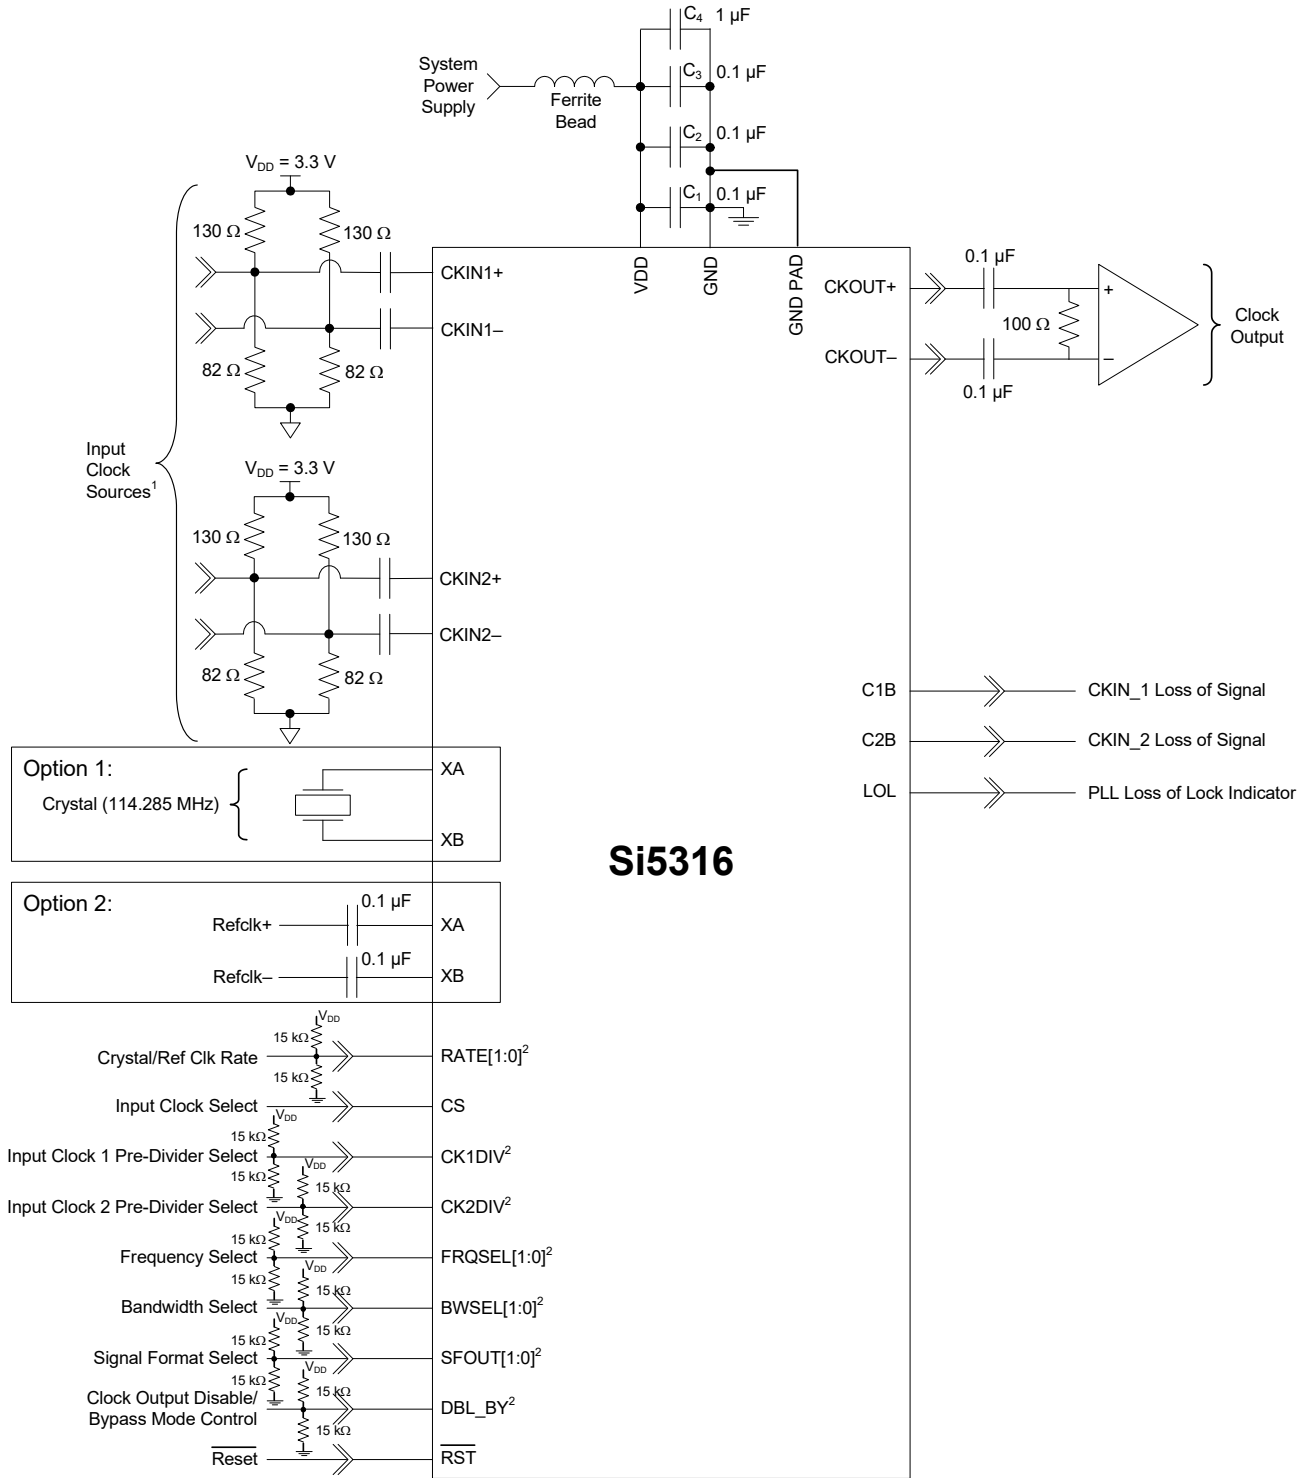 C4 1 µF
System
Power
Supply
Ferrite
Bead
C3 0.1 µF
C2 0.1 µF
C1 0.1 µF
VDD = 3.3 V
130 Ω
130 Ω
82 Ω
82 Ω
CKIN1+
CKIN1–
VDD
GND
GND PAD
CKOUT+
CKOUT–
0.1 µF
100 Ω
0.1 µF
+
–
Clock
Output
Input
Clock
Sources1
VDD = 3.3 V
130 Ω
130 Ω
82 Ω
82 Ω
CKIN2+
CKIN2–
C1B
CKIN_1 Loss of Signal
C2B
CKIN_2 Loss of Signal
LOL
PLL Loss of Lock Indicator
Option 1:
Crystal (114.285 MHz)
XA
XB
Si5316
Option 2:
Refclk+
0.1 µF
XA
Refclk–
0.1 µF
XB
VDD
15 kΩ
Crystal/Ref Clk Rate
RATE[1:0]2
15 kΩ
Input Clock Select
CS
VDD
15 kΩ
Input Clock 1 Pre-Divider Select
CK1DIV2
15 kΩ
VDD
15 kΩ
Input Clock 2 Pre-Divider Select
CK2DIV2
15 kΩ
VDD
15 kΩ
Frequency Select
FRQSEL[1:0]2
15 kΩ
VDD
15 kΩ
Bandwidth Select
BWSEL[1:0]2
15 kΩ
VDD
15 kΩ
Signal Format Select
SFOUT[1:0]2
15 kΩ
VDD
15 kΩ
Clock Output Disable/
Bypass Mode Control
DBL_BY2
15 kΩ
Reset
RST